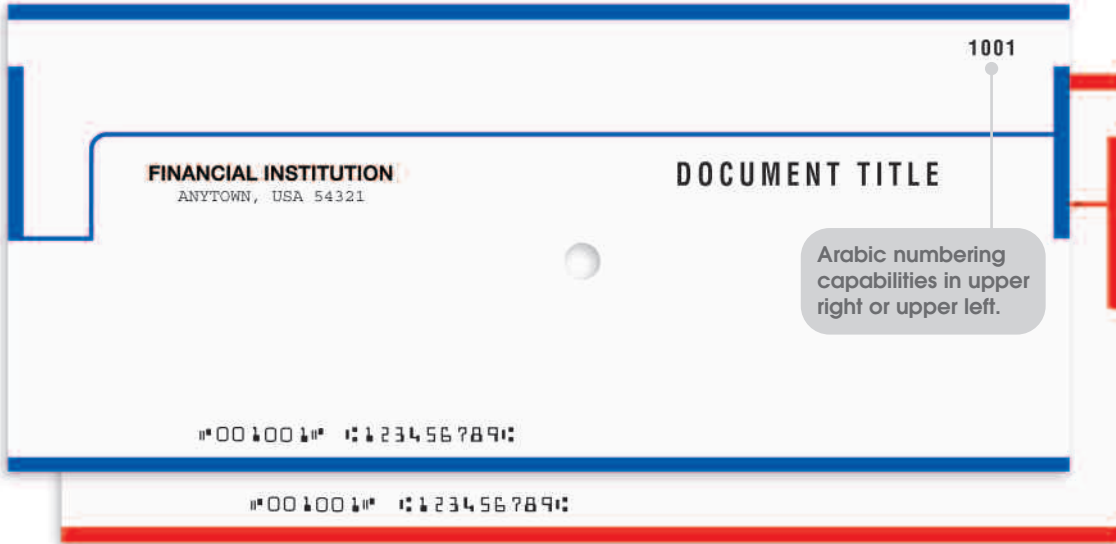 1001
FINANCIAL INSTITUTION
ANYTOWN, USA 54321
DOCUMENT TITLE
Arabic numbering
capabilities in upper
right or upper left.
⑈001001⑈ ⑆123456789⑆
⑈001001⑈ ⑆123456789⑆